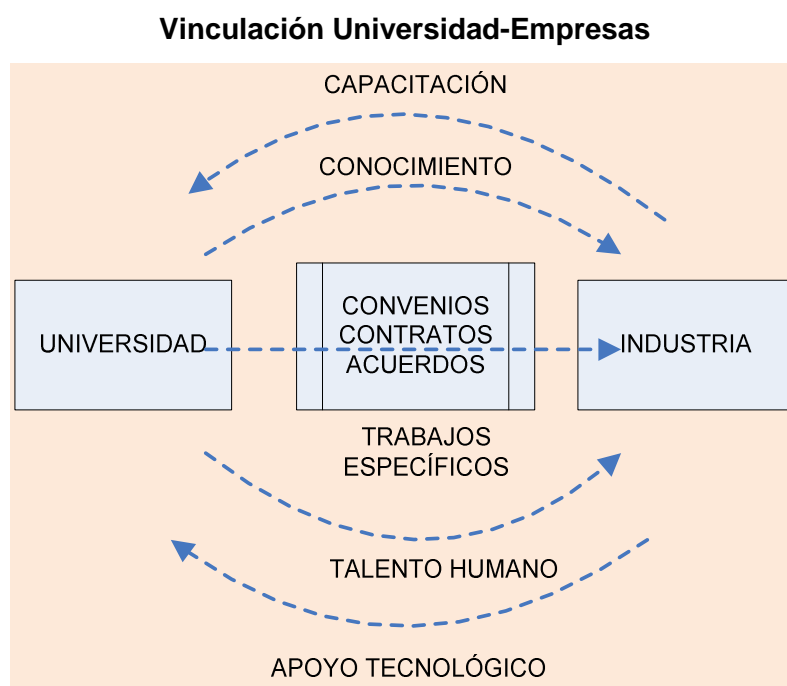 Vinculación Universidad-Empresas
CAPACITACIÓN
CONOCIMIENTO
UNIVERSIDAD
CONVENIOS
CONTRATOS
ACUERDOS
INDUSTRIA
TRABAJOS
ESPECÍFICOS
TALENTO HUMANO
APOYO TECNOLÓGICO